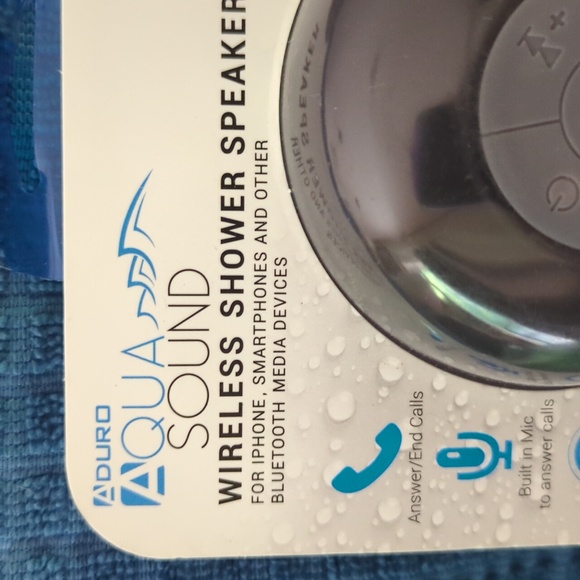 ADURO
AQUA
SOUND
WIRELESS SHOWER SPEAKER
FOR IPHONE, SMARTPHONES AND OTHER
BLUETOOTH MEDIA DEVICES
Answer/End Calls
Built in Mic
to answer calls